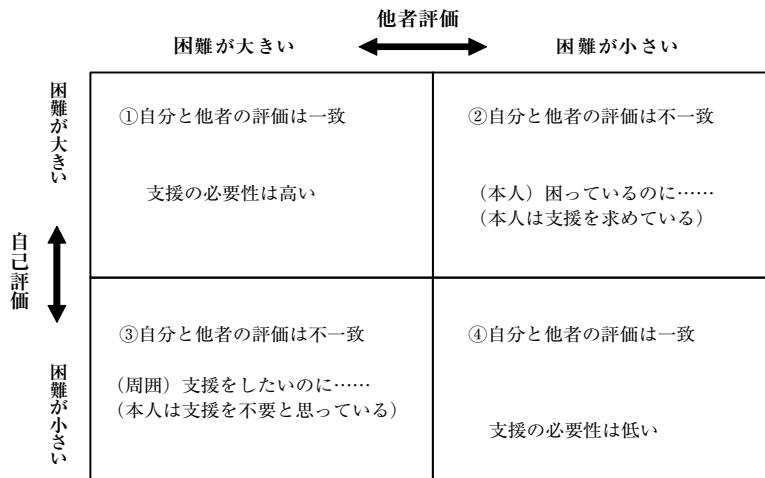 他者評価
困難が大きい
困難が小さい
困難が大きい
自己評価
困難が小さい
①自分と他者の評価は一致
支援の必要性は高い
②自分と他者の評価は不一致
（本人）困っているのに……
（本人は支援を求めている）
③自分と他者の評価は不一致
（周囲）支援をしたいのに……
（本人は支援を不要と思っている）
④自分と他者の評価は一致
支援の必要性は低い